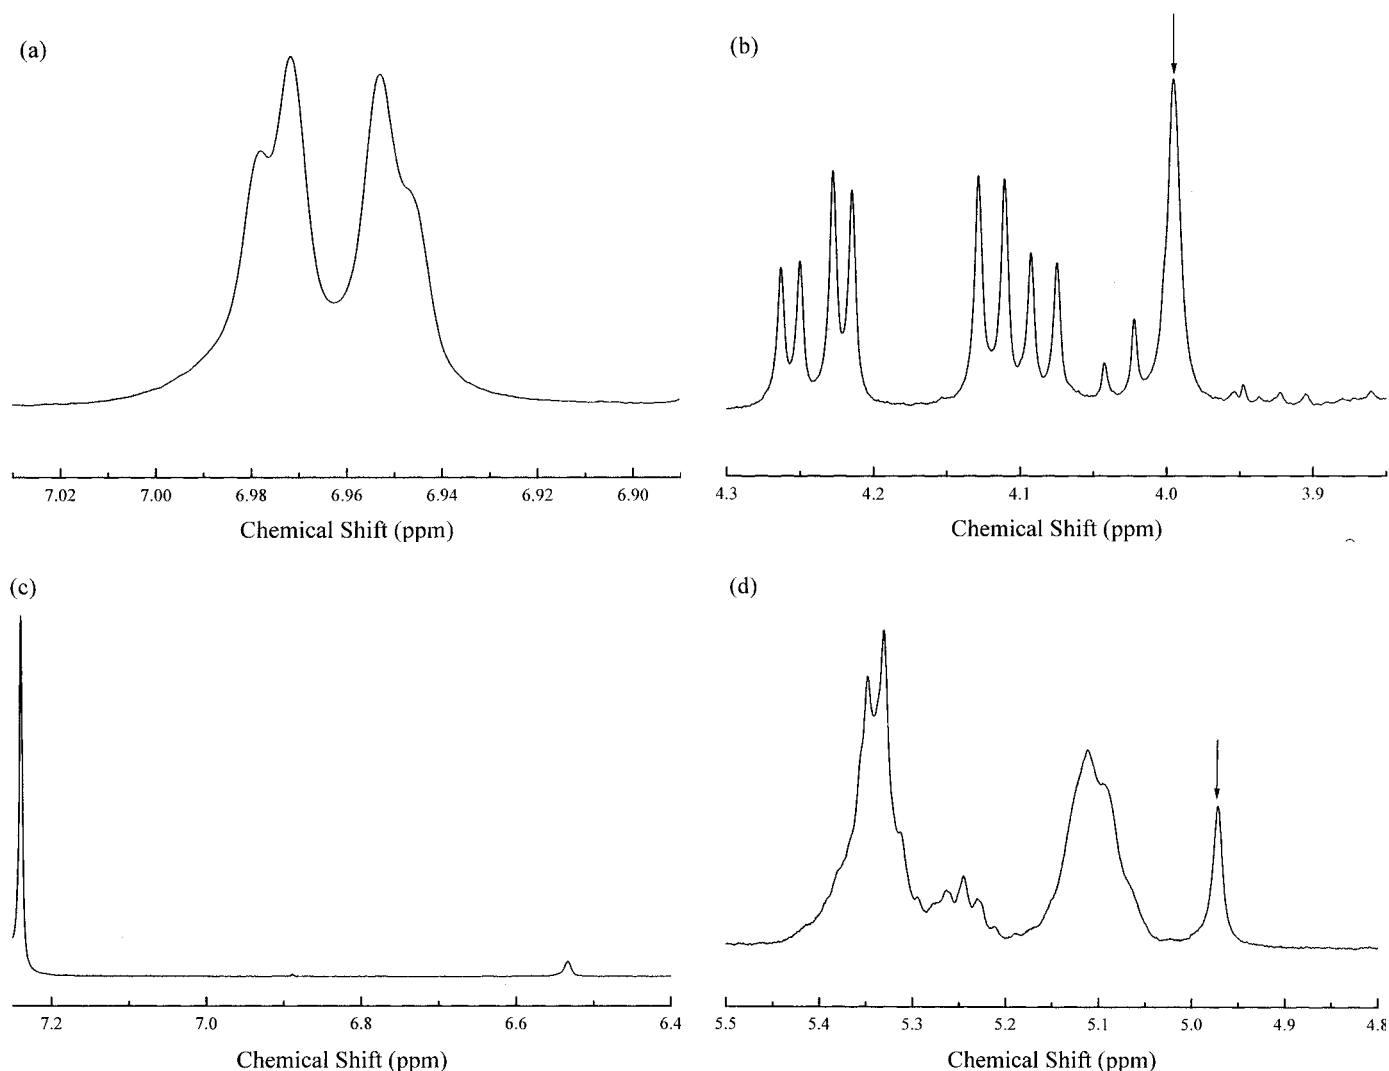 (a)
7.02 7.00 6.98 6.96 6.94 6.92 6.90
Chemical Shift (ppm)
(b)
4.3 4.2 4.1 4.0 3.9
Chemical Shift (ppm)
(c)
7.2 7.0 6.8 6.6 6.4
Chemical Shift (ppm)
(d)
5.5 5.4 5.3 5.2 5.1 5.0 4.9 4.8
Chemical Shift (ppm)